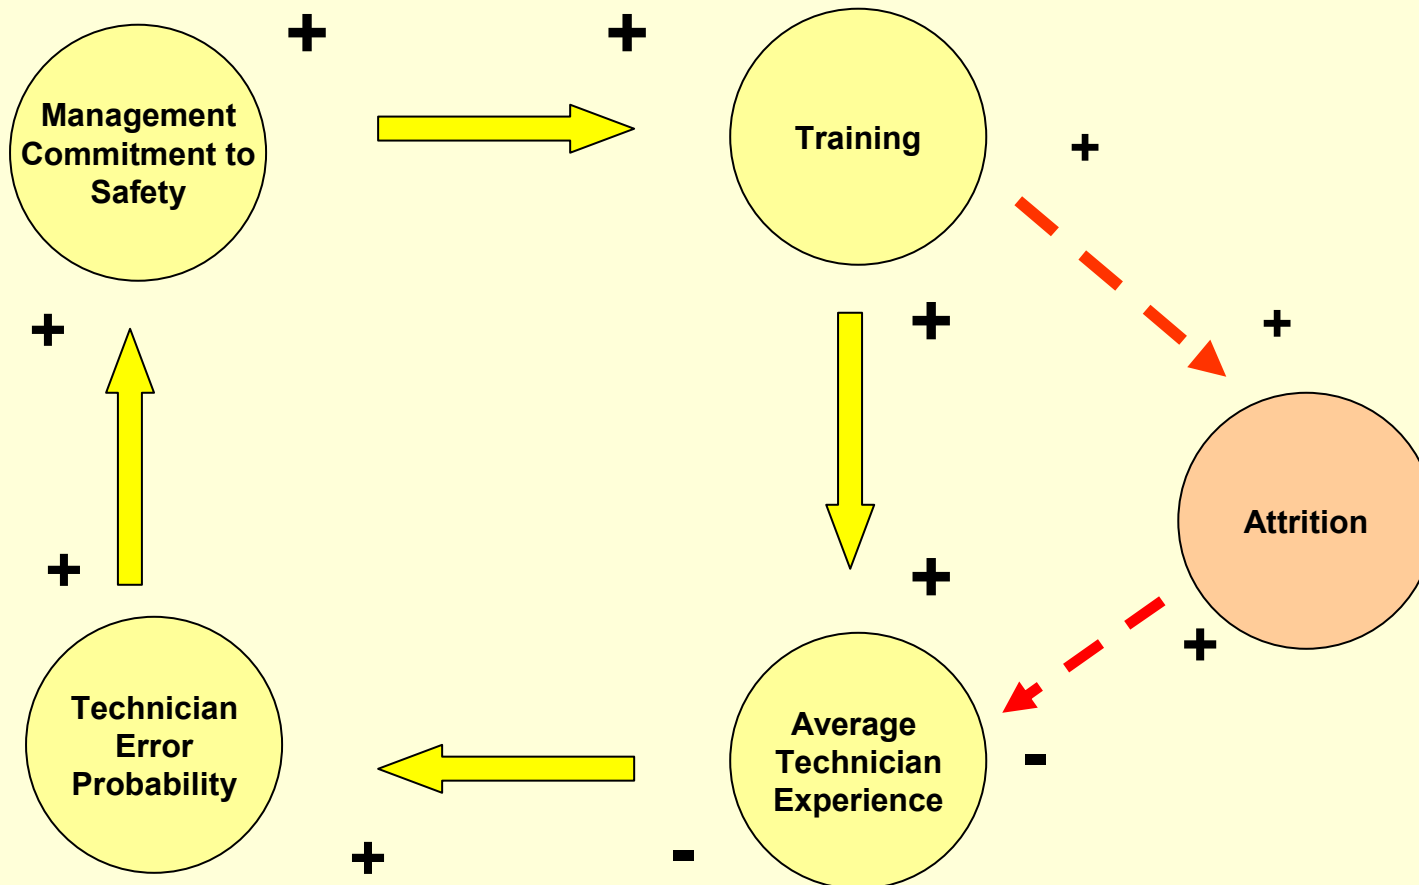 +
+
Management
Commitment to
Safety
Training
+
+
+
+
+
+
+
Attrition
+
Technician
Error
Probability
Average
Technician
Experience
-
+
-